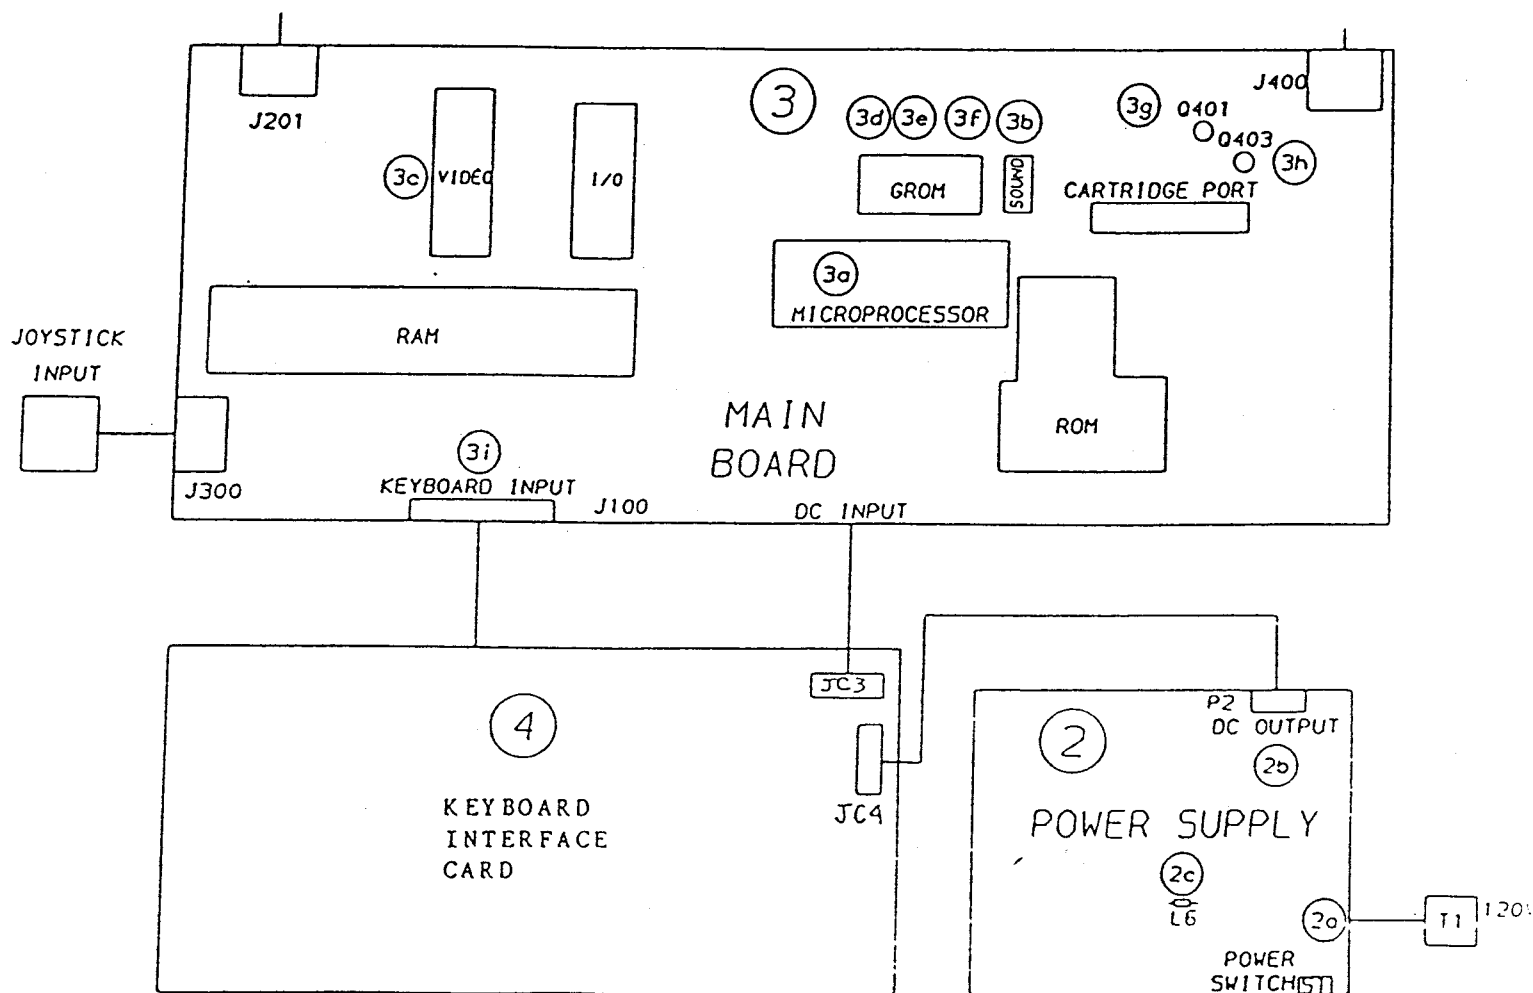 J201
3c
VIDEO
I/O
3
3d
3e
3f
3b
GROM
SOUND
3g
Q401
Q403
3h
J400
CARTRIDGE PORT
3a
MICROPROCESSOR
RAM
ROM
JOYSTICK
INPUT
J300
MAIN
BOARD
3i
KEYBOARD INPUT
J100
DC INPUT
4
KEYBOARD
INTERFACE
CARD
JC3
JC4
2
P2
DC OUTPUT
2b
POWER SUPPLY
2c
L6
2a
T1
POWER
SWITCH